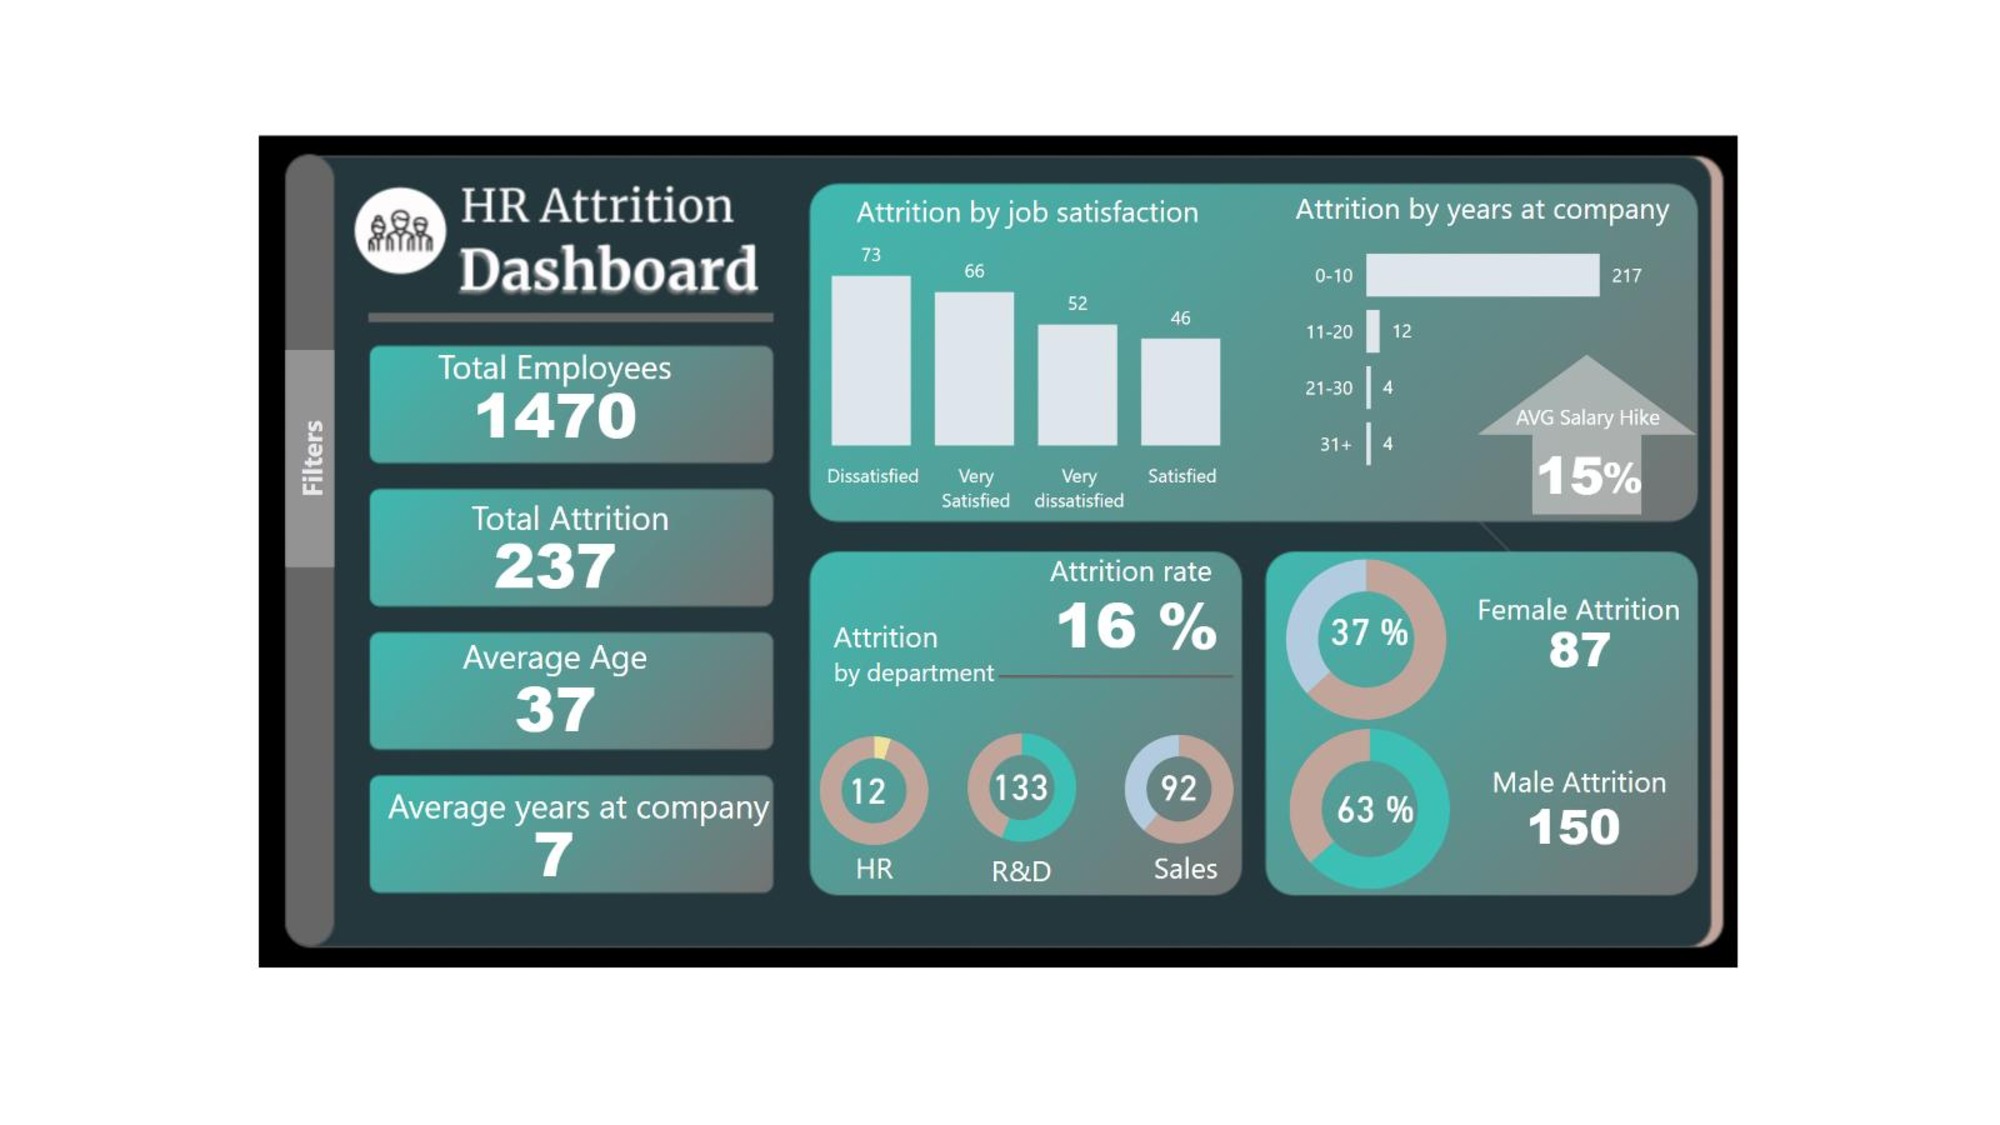 HR Attrition
Dashboard
Filters
Total Employees
1470
Total Attrition
237
Average Age
37
Average years at company
7
Attrition by job satisfaction
73
66
52
46
Dissatisfied
Very
Satisfied
Very
dissatisfied
Satisfied
Attrition by years at company
0-10 217
11-20 12
21-30 4
31+ 4
AVG Salary Hike
15%
Attrition rate
16 %
Attrition
by department
12
HR
133
R&D
92
Sales
37 %
Female Attrition
87
63 %
Male Attrition
150